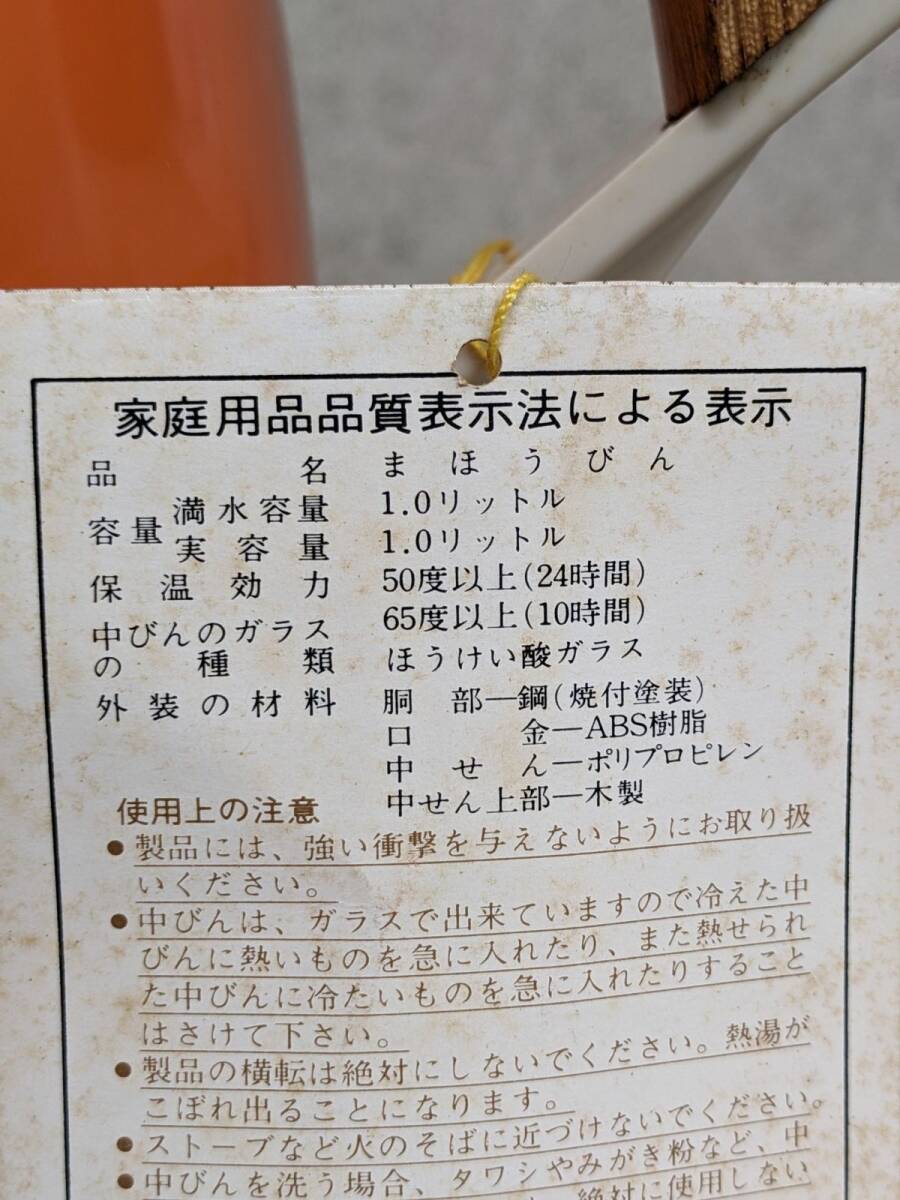 家庭用品品質表示法による表示
品名 まほうびん
容量 満水容量 1.0リットル
実容量 1.0リットル
保温効力 50度以上(24時間)
65度以上(10時間)
中びんのガラスの種類 ほうけい酸ガラス
外装の材料 胴部―鋼(焼付塗装)
口金―ABS樹脂
中せん―ポリプロピレン
中せん上部―木製
使用上の注意
●製品には、強い衝撃を与えないようにお取り扱
いください。
●中びんは、ガラスで出来ていますので冷えた中
びんに熱いものを急に入れたり、また熱せられ
た中びんに冷たいものを急に入れたりすること
はさけて下さい。
●製品の横転は絶対にしないでください。熱湯が
こぼれ出ることになります。
●ストーブなど火のそばに近づけないでください。
●中びんを洗う場合、タワシやみがき粉など、中
絶対に使用しない